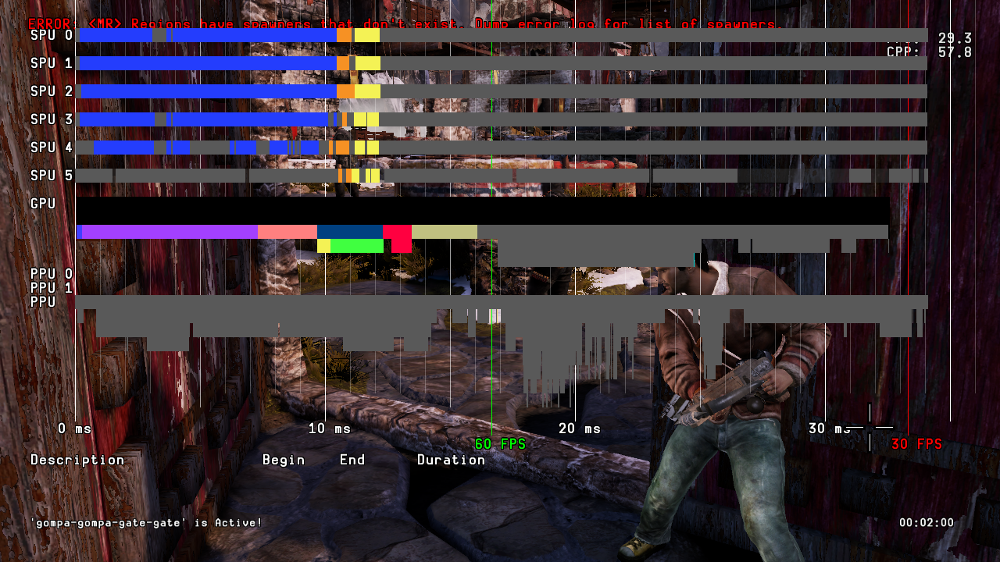 ERROR: <MR> Regions have spawners that don't exist. Dump error log for list of spawners.
SPU 0
29.3
CPP: 57.8
SPU 1
SPU 2
SPU 3
SPU 4
SPU 5
GPU
PPU 0
PPU 1
PPU
0 ms 10 ms 20 ms 30 ms
60 FPS 30 FPS
Description Begin End Duration
'gompa-gompa-gate-gate' is Active!
00:02:00